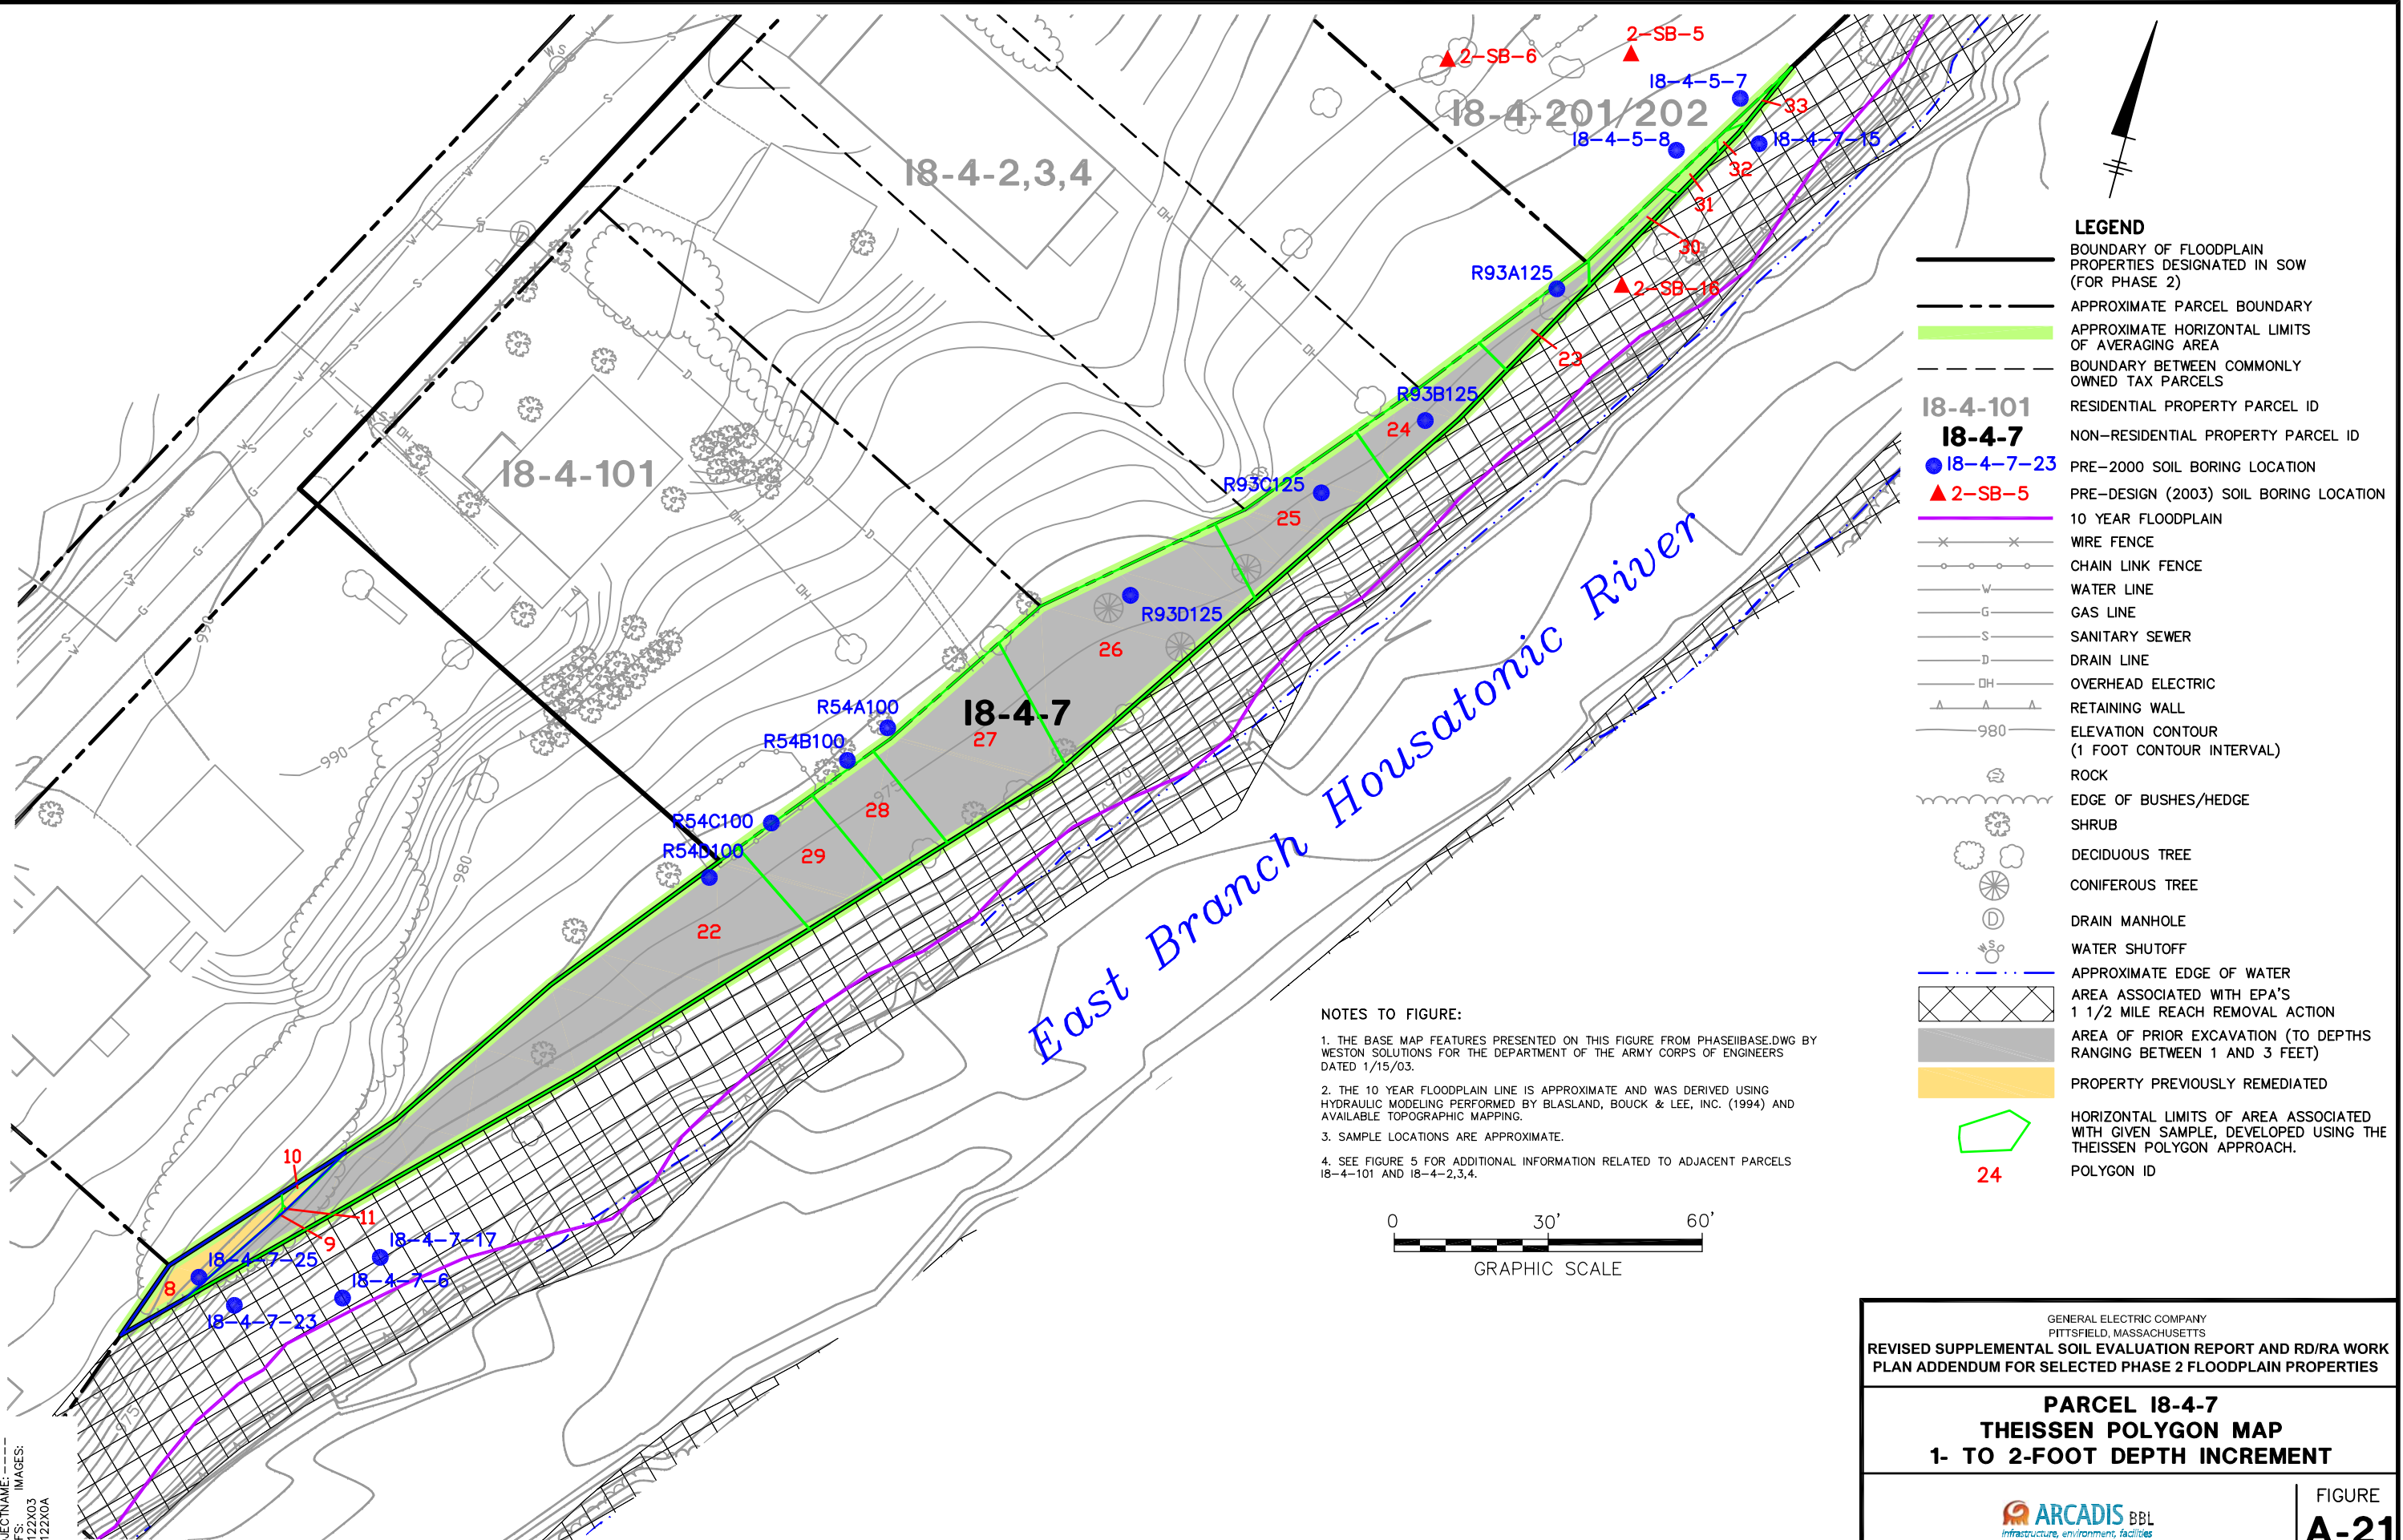 2-SB-5
2-SB-6
I8-4-5-7
I8-4-201/202
33
I8-4-5-8
I8-4-7-15
32
I8-4-2,3,4
31
30
R93A125
2-SB-16
23
R93B125
24
I8-4-101
R93C125
25
R93D125
26
I8-4-7
R54A100
27
R54B100
28
R54C100
R54D100
29
22
990
990
980
975
970
975
East Branch Housatonic River
10
11
9
I8-4-7-17
I8-4-7-25
8
I8-4-7-6
I8-4-7-23
LEGEND
BOUNDARY OF FLOODPLAIN
PROPERTIES DESIGNATED IN SOW
(FOR PHASE 2)
APPROXIMATE PARCEL BOUNDARY
APPROXIMATE HORIZONTAL LIMITS
OF AVERAGING AREA
BOUNDARY BETWEEN COMMONLY
OWNED TAX PARCELS
I8-4-101 RESIDENTIAL PROPERTY PARCEL ID
I8-4-7 NON-RESIDENTIAL PROPERTY PARCEL ID
I8-4-7-23 PRE-2000 SOIL BORING LOCATION
2-SB-5 PRE-DESIGN (2003) SOIL BORING LOCATION
10 YEAR FLOODPLAIN
WIRE FENCE
CHAIN LINK FENCE
W WATER LINE
G GAS LINE
S SANITARY SEWER
D DRAIN LINE
OH OVERHEAD ELECTRIC
RETAINING WALL
980 ELEVATION CONTOUR
(1 FOOT CONTOUR INTERVAL)
ROCK
EDGE OF BUSHES/HEDGE
SHRUB
DECIDUOUS TREE
CONIFEROUS TREE
D DRAIN MANHOLE
WSO WATER SHUTOFF
APPROXIMATE EDGE OF WATER
AREA ASSOCIATED WITH EPA'S
1 1/2 MILE REACH REMOVAL ACTION
AREA OF PRIOR EXCAVATION (TO DEPTHS
RANGING BETWEEN 1 AND 3 FEET)
PROPERTY PREVIOUSLY REMEDIATED
HORIZONTAL LIMITS OF AREA ASSOCIATED
WITH GIVEN SAMPLE, DEVELOPED USING THE
THEISSEN POLYGON APPROACH.
24 POLYGON ID
NOTES TO FIGURE:
1. THE BASE MAP FEATURES PRESENTED ON THIS FIGURE FROM PHASEIIBASE.DWG BY
WESTON SOLUTIONS FOR THE DEPARTMENT OF THE ARMY CORPS OF ENGINEERS
DATED 1/15/03.
2. THE 10 YEAR FLOODPLAIN LINE IS APPROXIMATE AND WAS DERIVED USING
HYDRAULIC MODELING PERFORMED BY BLASLAND, BOUCK & LEE, INC. (1994) AND
AVAILABLE TOPOGRAPHIC MAPPING.
3. SAMPLE LOCATIONS ARE APPROXIMATE.
4. SEE FIGURE 5 FOR ADDITIONAL INFORMATION RELATED TO ADJACENT PARCELS
I8-4-101 AND I8-4-2,3,4.
0 30' 60'
GRAPHIC SCALE
GENERAL ELECTRIC COMPANY
PITTSFIELD, MASSACHUSETTS
REVISED SUPPLEMENTAL SOIL EVALUATION REPORT AND RD/RA WORK
PLAN ADDENDUM FOR SELECTED PHASE 2 FLOODPLAIN PROPERTIES
PARCEL I8-4-7
THEISSEN POLYGON MAP
1- TO 2-FOOT DEPTH INCREMENT
ARCADIS BBL
Infrastructure, environment, facilities
FIGURE
A-21
IMAGES:
122X03
122X0A